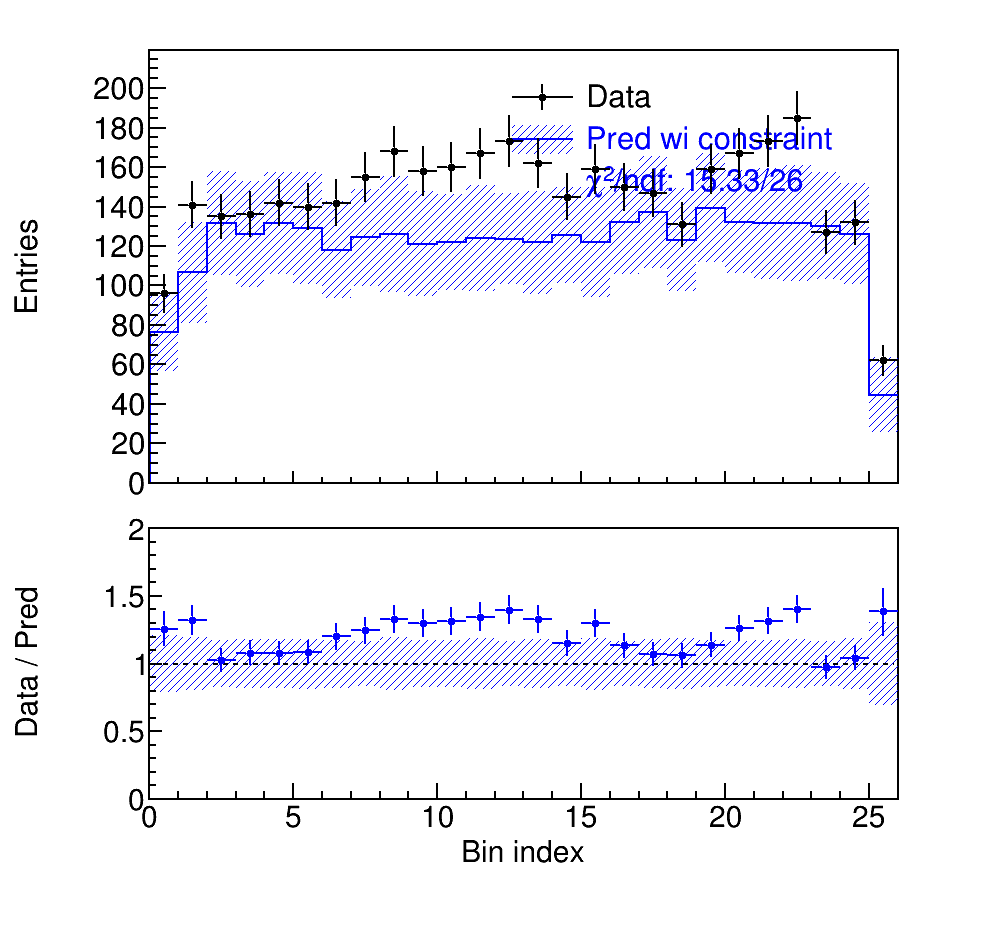 Entries
200
180
160
140
120
100
80
60
40
20
0
Data
Pred wi constraint
χ²/ndf: 15.33/26
Data / Pred
2
1.5
1
0.5
0
0 5 10 15 20 25
Bin index